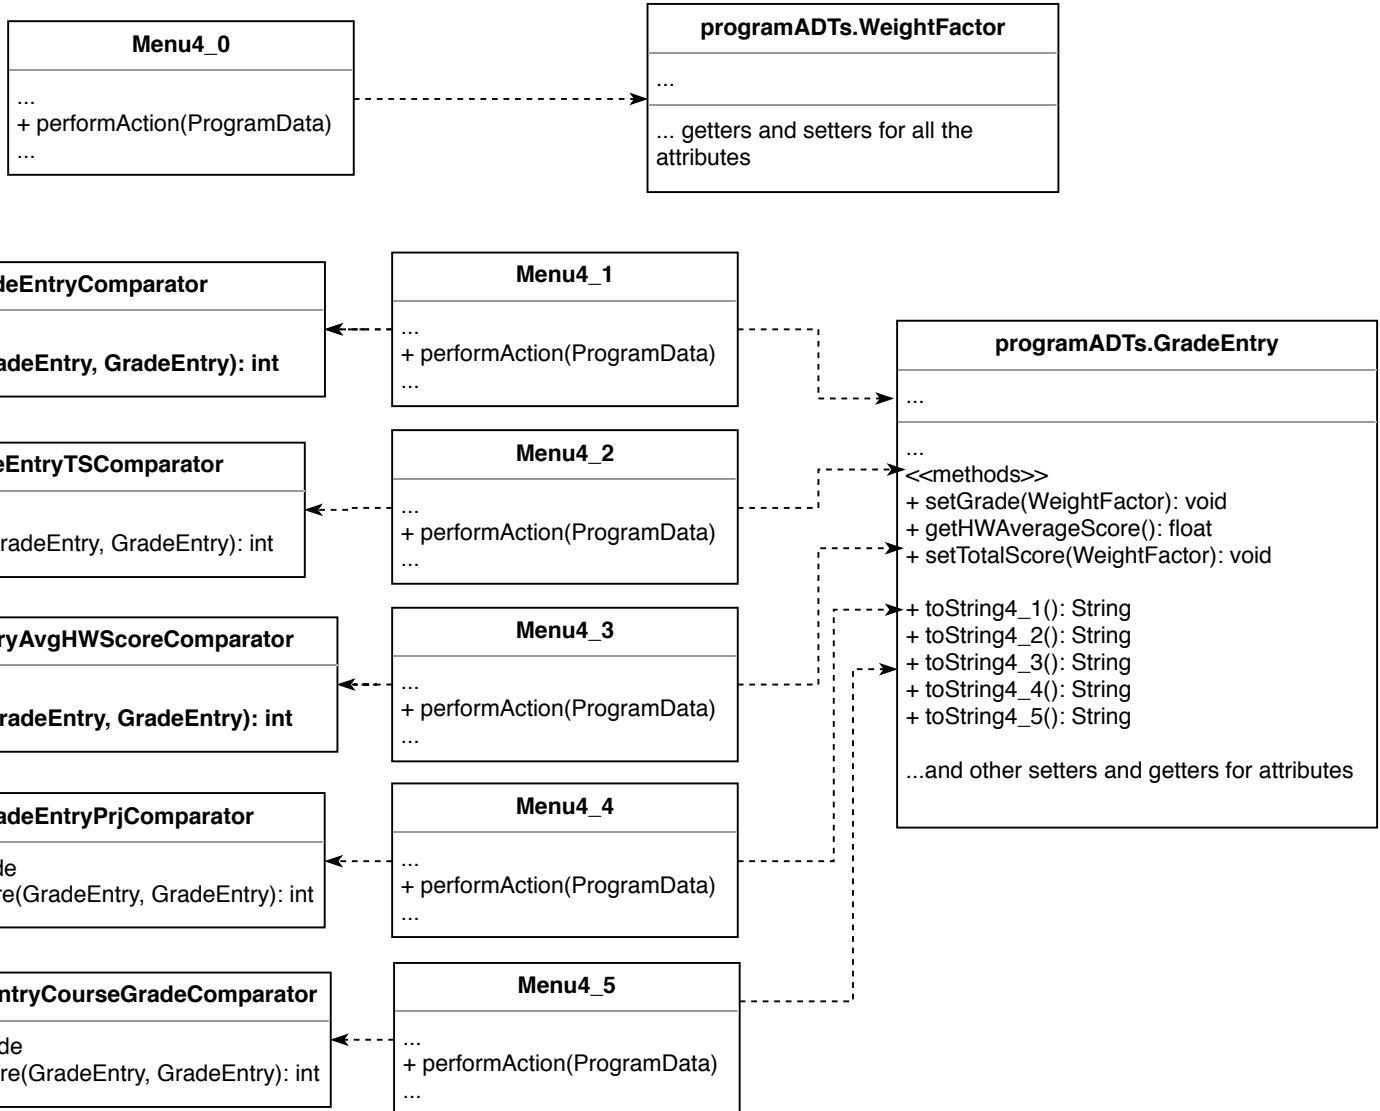 Menu4_0
...
+ performAction(ProgramData)
...
programADTs.WeightFactor
...
... getters and setters for all the
attributes
deEntryComparator
adeEntry, GradeEntry): int
Menu4_1
...
+ performAction(ProgramData)
...
eEntryTSComparator
radeEntry, GradeEntry): int
Menu4_2
...
+ performAction(ProgramData)
...
ryAvgHWScoreComparator
radeEntry, GradeEntry): int
Menu4_3
...
+ performAction(ProgramData)
...
adeEntryPrjComparator
de
re(GradeEntry, GradeEntry): int
Menu4_4
...
+ performAction(ProgramData)
...
ntryCourseGradeComparator
de
re(GradeEntry, GradeEntry): int
Menu4_5
...
+ performAction(ProgramData)
...
programADTs.GradeEntry
...
...
<<methods>>
+ setGrade(WeightFactor): void
+ getHWAverageScore(): float
+ setTotalScore(WeightFactor): void
+ toString4_1(): String
+ toString4_2(): String
+ toString4_3(): String
+ toString4_4(): String
+ toString4_5(): String
...and other setters and getters for attributes